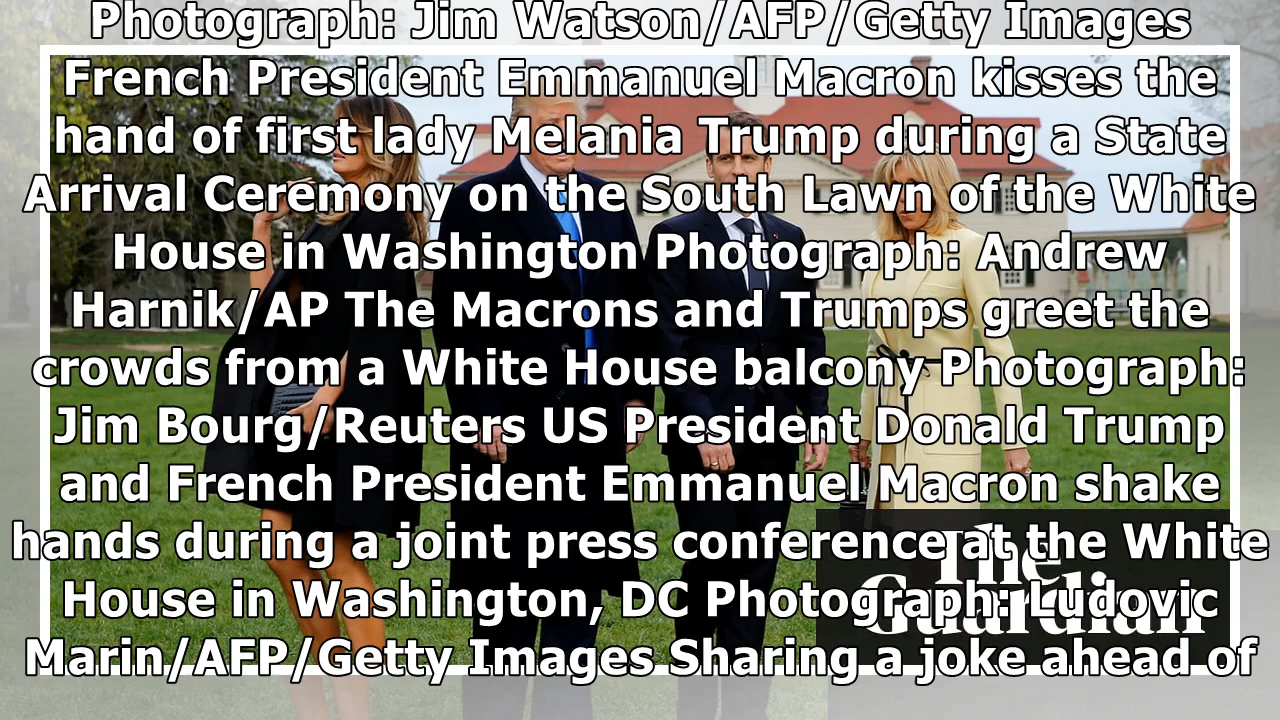 Photograph: Jim Watson/AFP/Getty Images
French President Emmanuel Macron kisses the
hand of first lady Melania Trump during a State
Arrival Ceremony on the South Lawn of the White
House in Washington Photograph: Andrew
Harnik/AP The Macrons and Trumps greet the
crowds from a White House balcony Photograph:
Jim Bourg/Reuters US President Donald Trump
and French President Emmanuel Macron shake
hands during a joint press conference at the White
House in Washington, DC Photograph: Ludovic
Marin/AFP/Getty Images Sharing a joke ahead of
The
Guardian